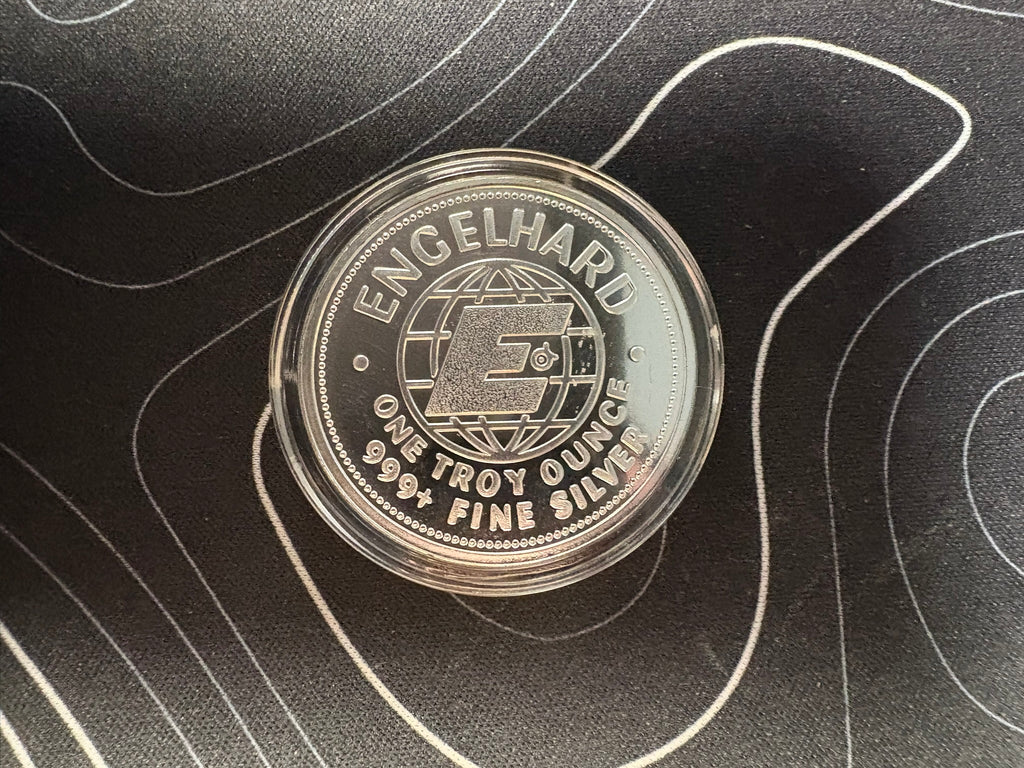 ENGELHARD
E
ONE TROY OUNCE
999+ FINE SILVER